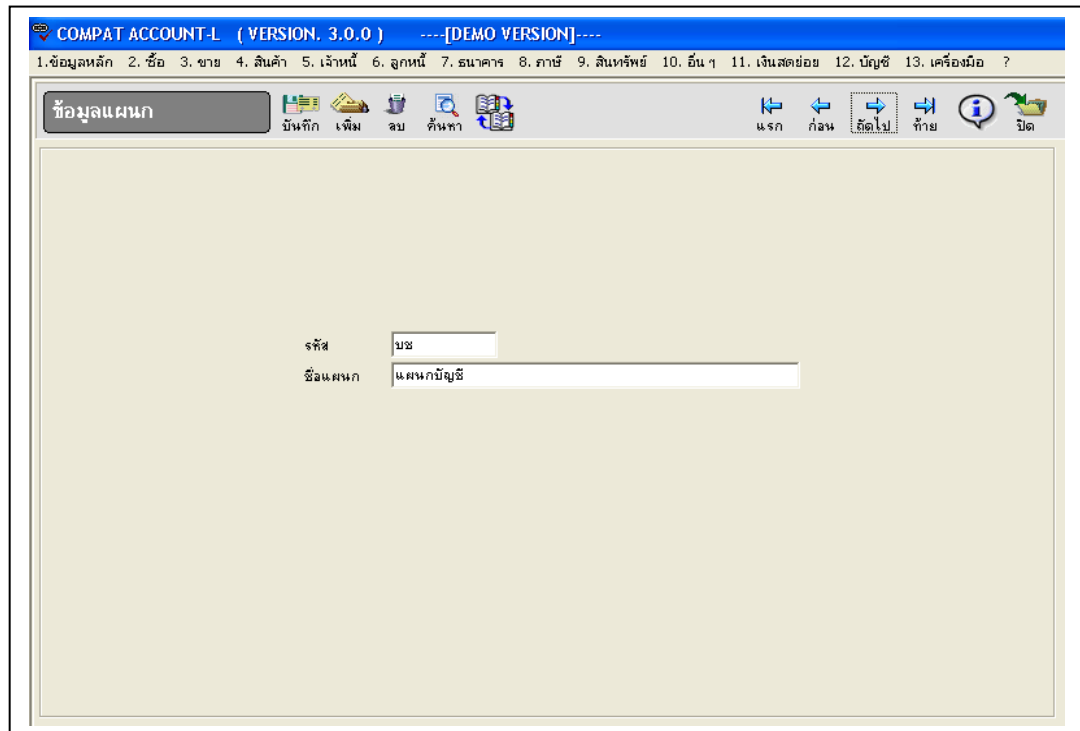 COMPAT ACCOUNT-L ( VERSION. 3.0.0 ) ----[DEMO VERSION]----
1.ข้อมูลหลัก 2. ซื้อ 3. ขาย 4. สินค้า 5. เจ้าหนี้ 6. ลูกหนี้ 7. ธนาคาร 8. ภาษี 9. สินทรัพย์ 10. อื่น ๆ 11. เงินสดย่อย 12. บัญชี 13. เครื่องมือ ?
ข้อมูลแผนก บันทึก เพิ่ม ลบ ค้นหา แรก ก่อน ถัดไป ท้าย ปิด
รหัส บช
ชื่อแผนก แผนกบัญชี